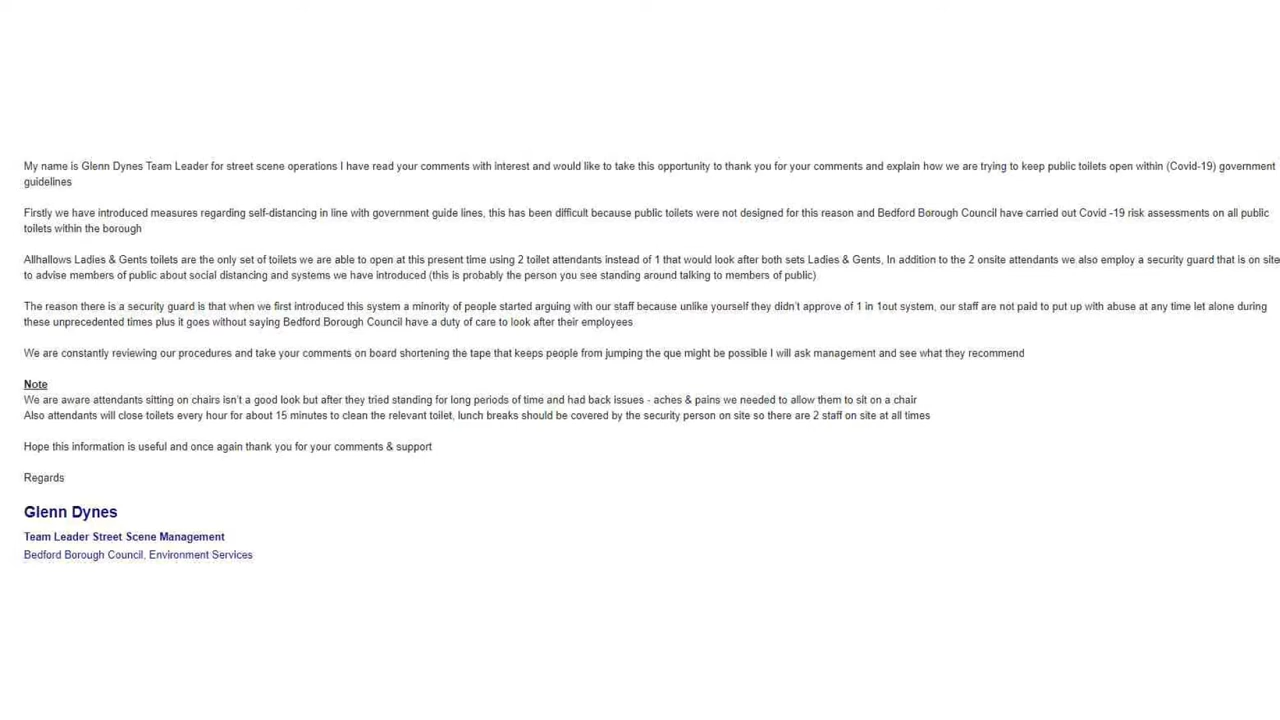 My name is Glenn Dynes Team Leader for street scene operations I have read your comments with interest and would like to take this opportunity to thank you for your comments and explain how we are trying to keep public toilets open within (Covid-19) government
guidelines
Firstly we have introduced measures regarding self-distancing in line with government guide lines, this has been difficult because public toilets were not designed for this reason and Bedford Borough Council have carried out Covid -19 risk assessments on all public
toilets within the borough
Allhallows Ladies & Gents toilets are the only set of toilets we are able to open at this present time using 2 toilet attendants instead of 1 that would look after both sets Ladies & Gents, In addition to the 2 onsite attendants we also employ a security guard that is on site
to advise members of public about social distancing and systems we have introduced (this is probably the person you see standing around talking to members of public)
The reason there is a security guard is that when we first introduced this system a minority of people started arguing with our staff because unlike yourself they didn't approve of 1 in 1out system, our staff are not paid to put up with abuse at any time let alone during
these unprecedented times plus it goes without saying Bedford Borough Council have a duty of care to look after their employees
We are constantly reviewing our procedures and take your comments on board shortening the tape that keeps people from jumping the que might be possible I will ask management and see what they recommend
Note
We are aware attendants sitting on chairs isn't a good look but after they tried standing for long periods of time and had back issues - aches & pains we needed to allow them to sit on a chair
Also attendants will close toilets every hour for about 15 minutes to clean the relevant toilet, lunch breaks should be covered by the security person on site so there are 2 staff on site at all times
Hope this information is useful and once again thank you for your comments & support
Regards
Glenn Dynes
Team Leader Street Scene Management
Bedford Borough Council, Environment Services